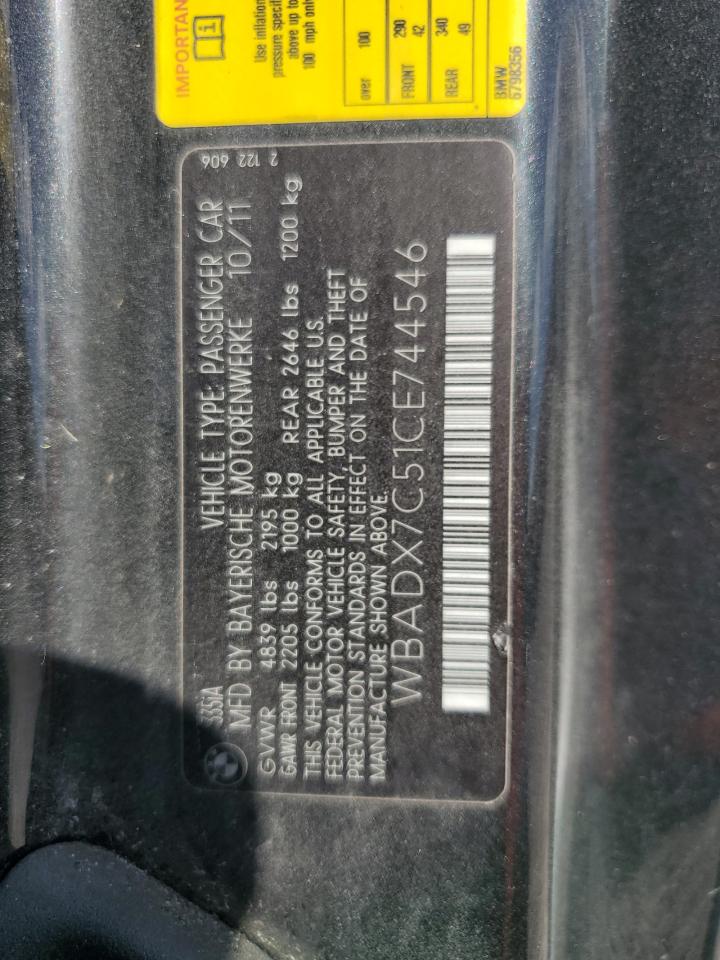 IMPORTAN
Use inflation
pressure specifi
above up to
100 mph only
over 100
FRONT 290
42
REAR 340
49
BMW
6798356
2 122 606
335iA VEHICLE TYPE: PASSENGER CAR
MFD BY BAYERISCHE MOTORENWERKE 10/11
GVWR 4839 lbs 2195 kg
GAWR FRONT 2205 lbs 1000 kg REAR 2646 lbs 1200 kg
THIS VEHICLE CONFORMS TO ALL APPLICABLE U.S.
FEDERAL MOTOR VEHICLE SAFETY, BUMPER AND THEFT
PREVENTION STANDARDS IN EFFECT ON THE DATE OF
MANUFACTURE SHOWN ABOVE.
WBADX7C51CE744546